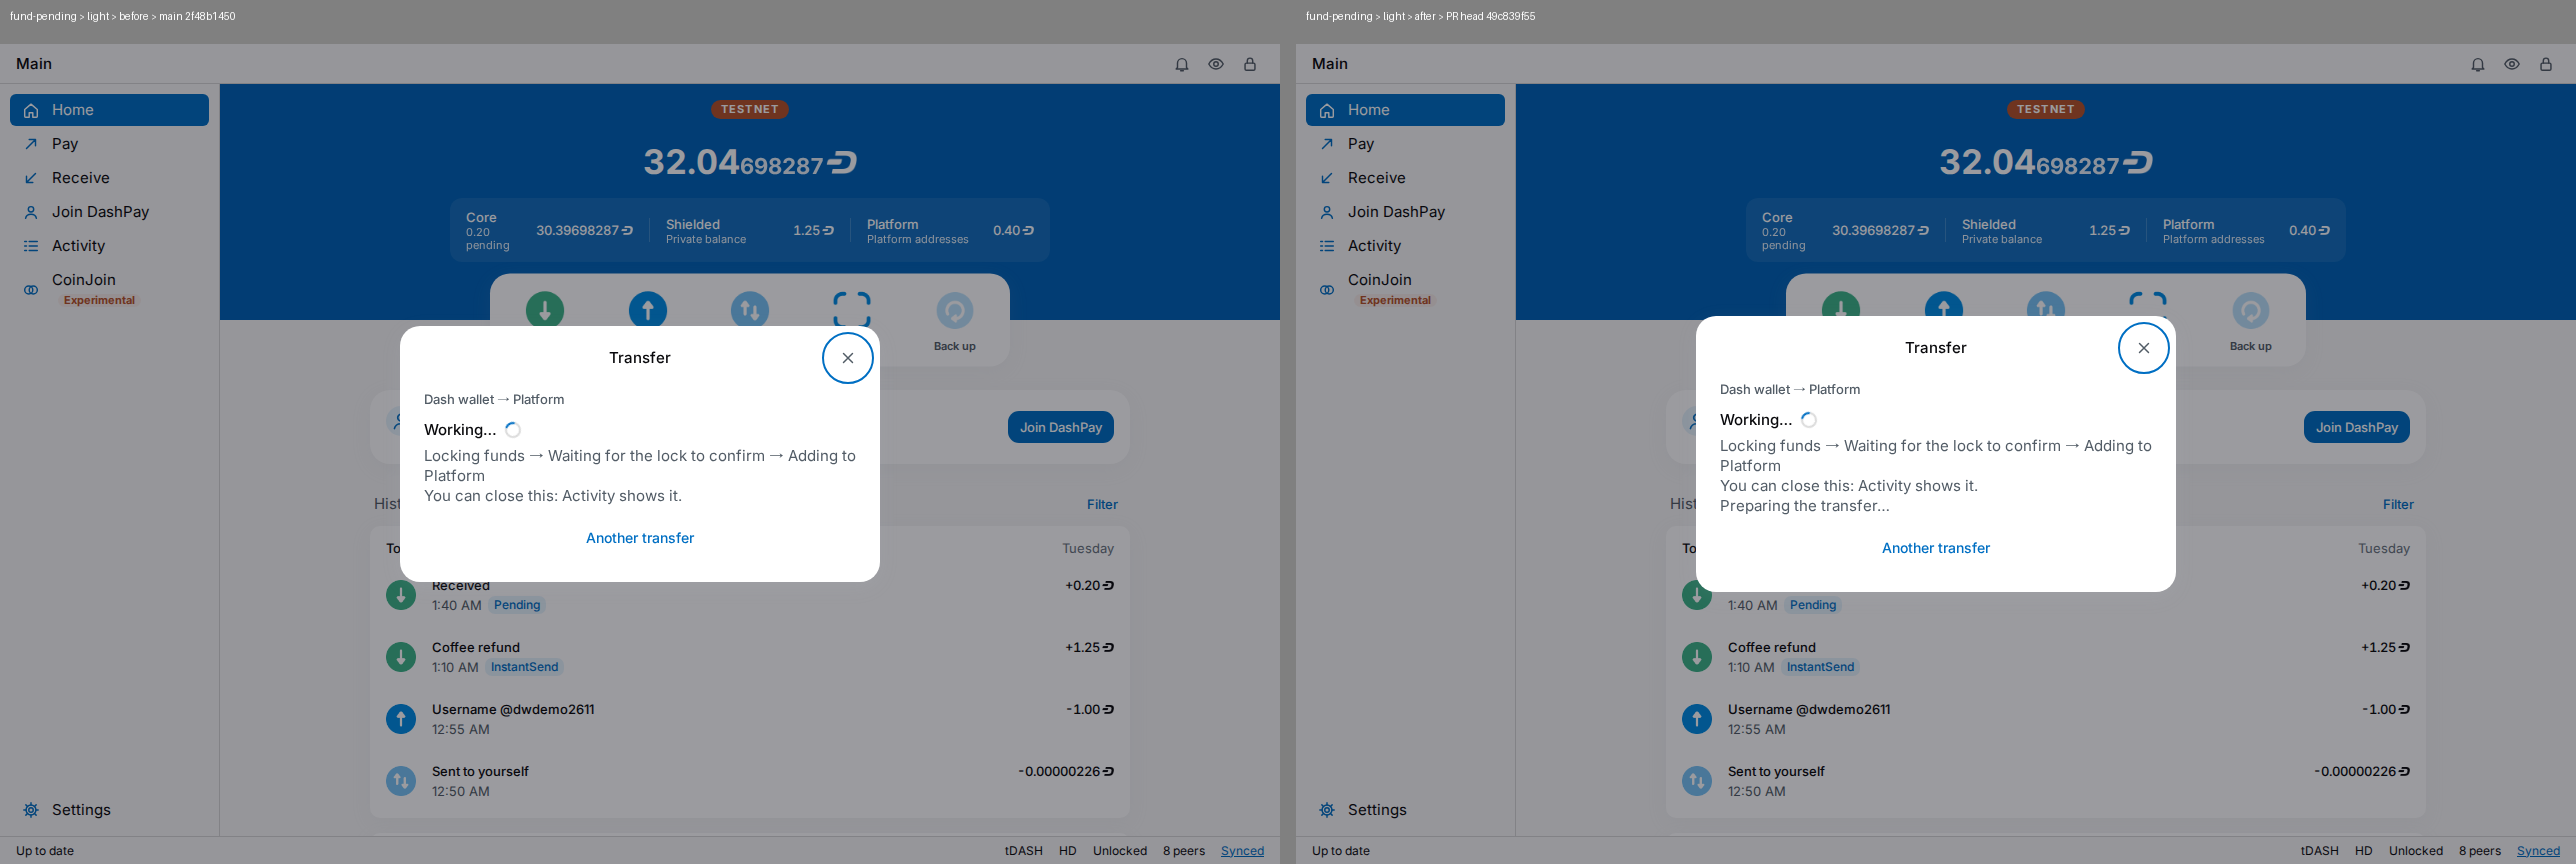 fund-pending > light > before > main 2f48b1450
Main
Home
Pay
Receive
Join DashPay
Activity
CoinJoin
Experimental
Settings
TESTNET
32.04698287
Core
0.20
pending
30.39698287
Shielded
Private balance
1.25
Platform
Platform addresses
0.40
Back up
Transfer
Dash wallet → Platform
Working...
Locking funds → Waiting for the lock to confirm → Adding to
Platform
You can close this: Activity shows it.
Another transfer
Join DashPay
Hist
Filter
To
Tuesday
Received
+0.20
1:40 AM Pending
Coffee refund
+1.25
1:10 AM InstantSend
Username @dwdemo2611
-1.00
12:55 AM
Sent to yourself
-0.00000226
12:50 AM
Up to date
tDASH HD Unlocked 8 peers Synced
fund-pending > light > after > PR head 49c839f55
Main
Home
Pay
Receive
Join DashPay
Activity
CoinJoin
Experimental
Settings
TESTNET
32.04698287
Core
0.20
pending
30.39698287
Shielded
Private balance
1.25
Platform
Platform addresses
0.40
Back up
Transfer
Dash wallet → Platform
Working...
Locking funds → Waiting for the lock to confirm → Adding to
Platform
You can close this: Activity shows it.
Preparing the transfer...
Another transfer
Join DashPay
Hist
Filter
To
Tuesday
+0.20
1:40 AM Pending
Coffee refund
+1.25
1:10 AM InstantSend
Username @dwdemo2611
-1.00
12:55 AM
Sent to yourself
-0.00000226
12:50 AM
Up to date
tDASH HD Unlocked 8 peers Synced